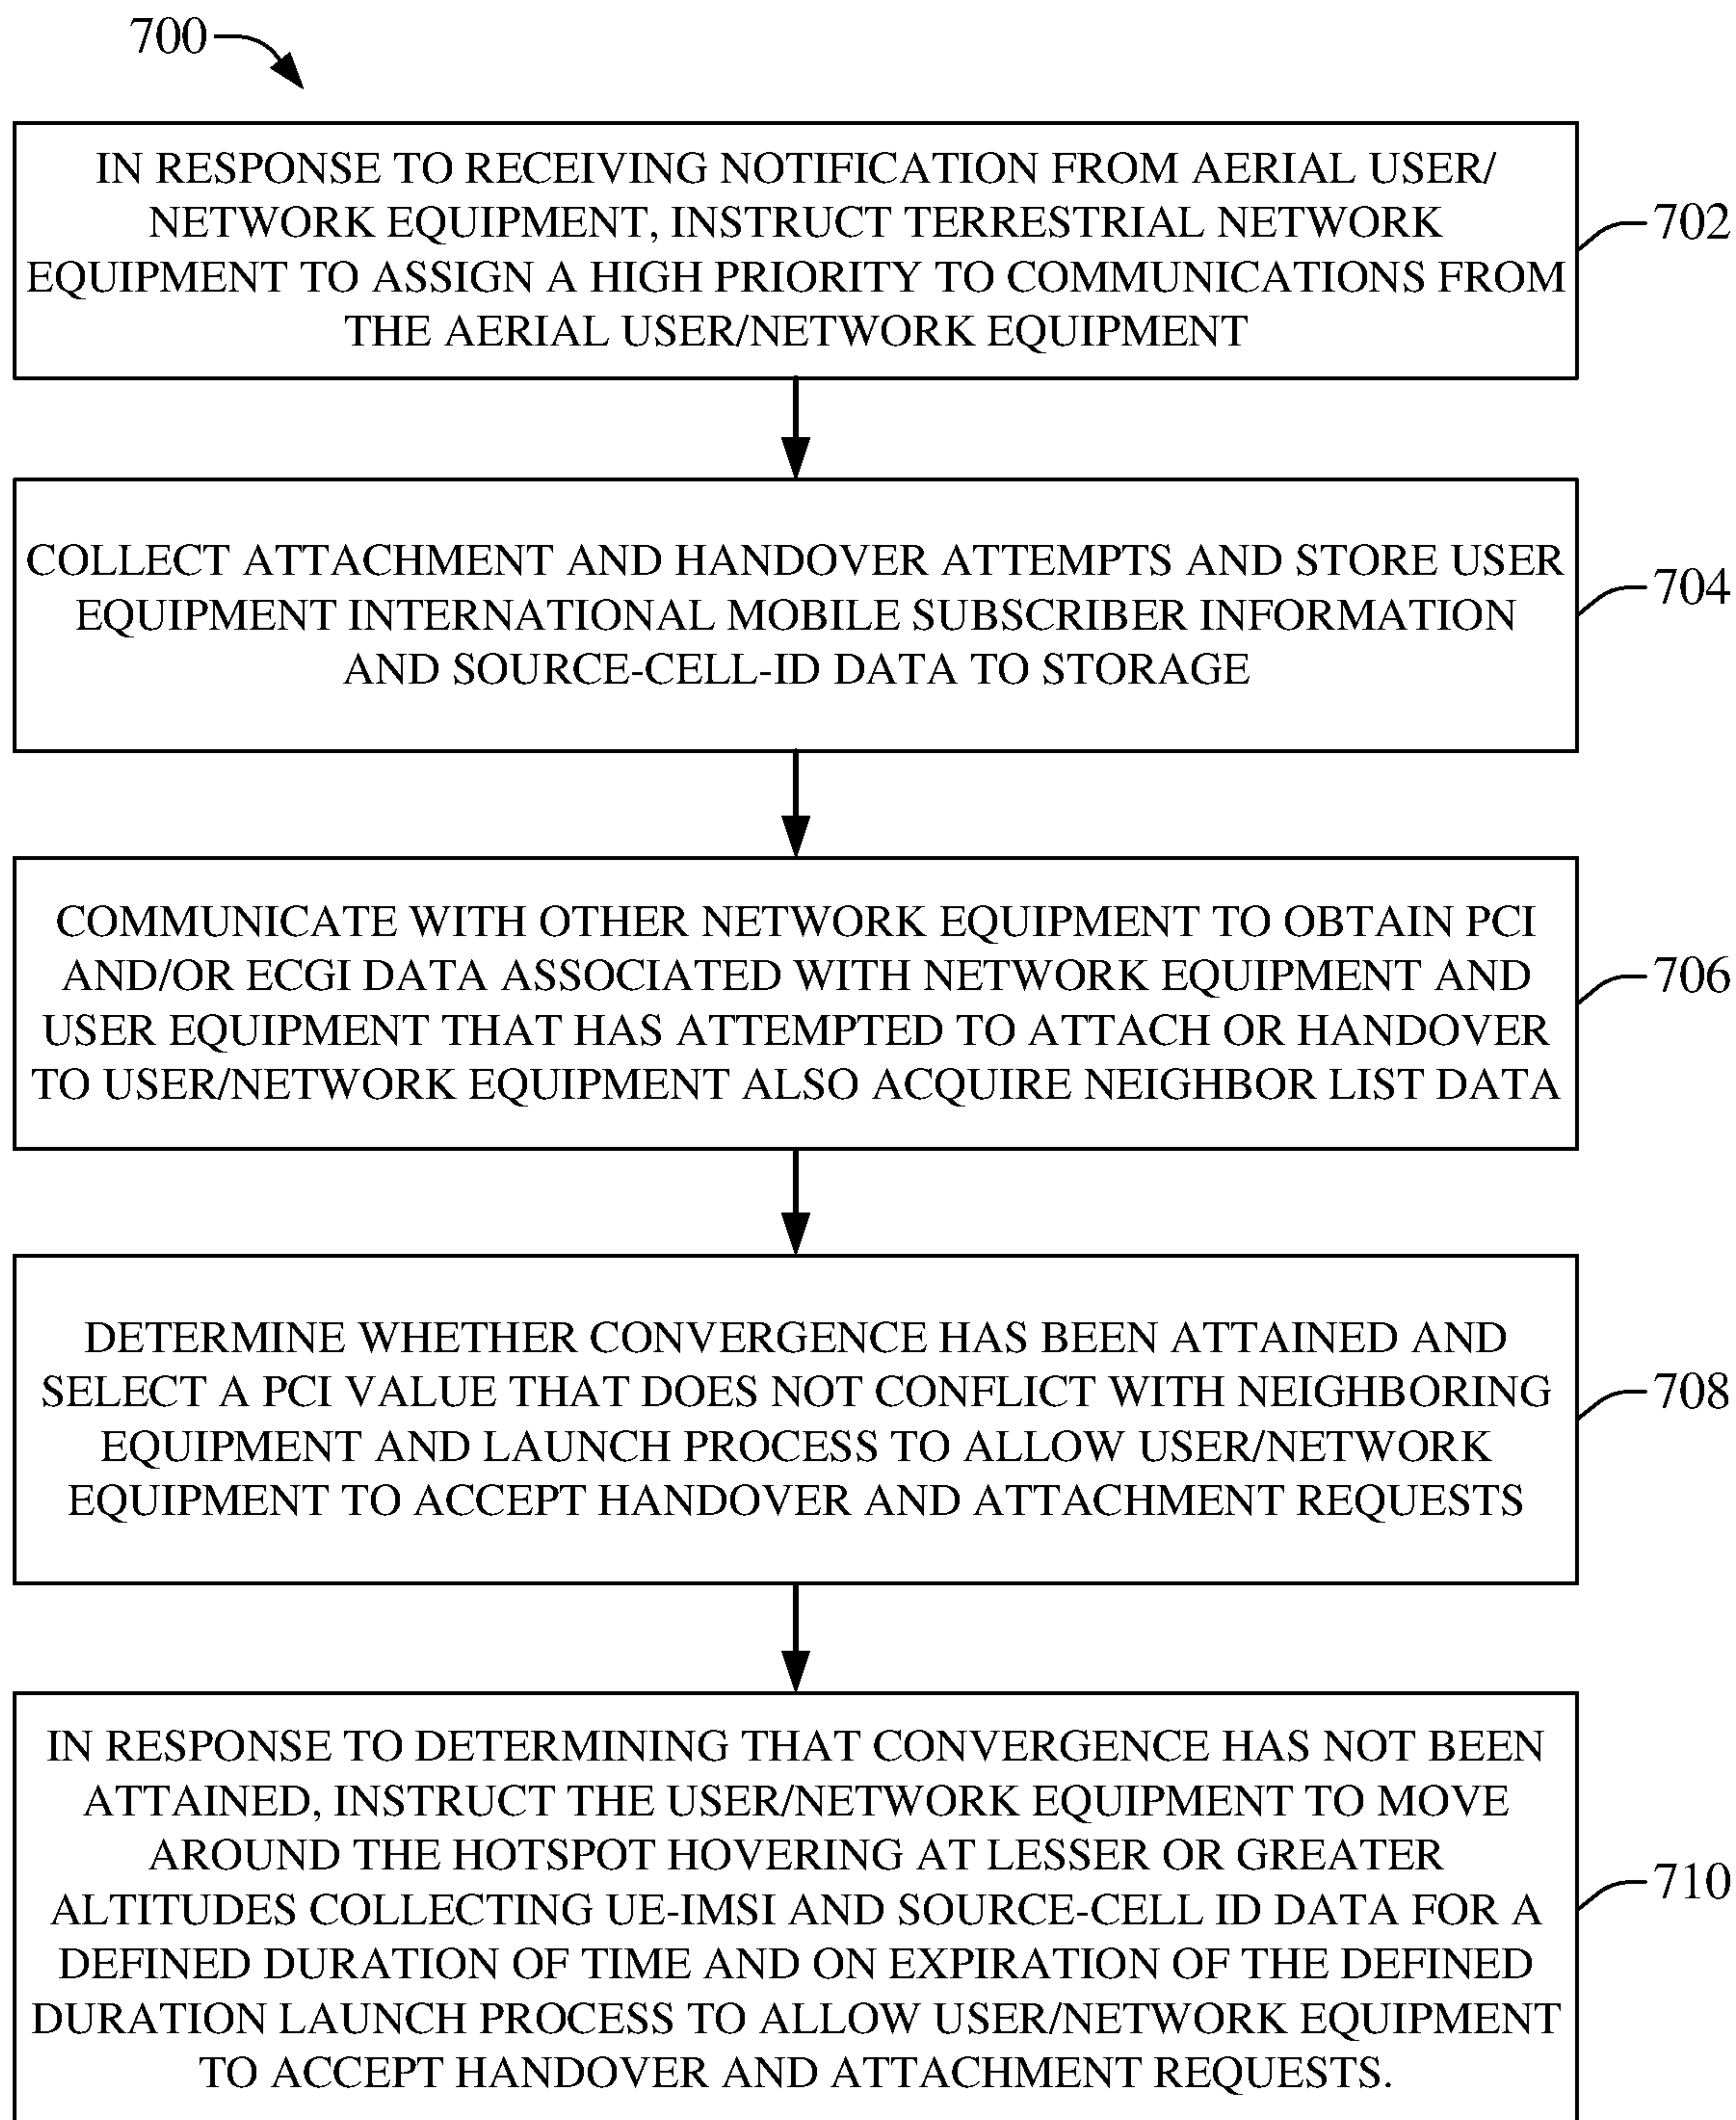 700
IN RESPONSE TO RECEIVING NOTIFICATION FROM AERIAL USER/
NETWORK EQUIPMENT, INSTRUCT TERRESTRIAL NETWORK
EQUIPMENT TO ASSIGN A HIGH PRIORITY TO COMMUNICATIONS FROM
THE AERIAL USER/NETWORK EQUIPMENT
702
COLLECT ATTACHMENT AND HANDOVER ATTEMPTS AND STORE USER
EQUIPMENT INTERNATIONAL MOBILE SUBSCRIBER INFORMATION
AND SOURCE-CELL-ID DATA TO STORAGE
704
COMMUNICATE WITH OTHER NETWORK EQUIPMENT TO OBTAIN PCI
AND/OR ECGI DATA ASSOCIATED WITH NETWORK EQUIPMENT AND
USER EQUIPMENT THAT HAS ATTEMPTED TO ATTACH OR HANDOVER
TO USER/NETWORK EQUIPMENT ALSO ACQUIRE NEIGHBOR LIST DATA
706
DETERMINE WHETHER CONVERGENCE HAS BEEN ATTAINED AND
SELECT A PCI VALUE THAT DOES NOT CONFLICT WITH NEIGHBORING
EQUIPMENT AND LAUNCH PROCESS TO ALLOW USER/NETWORK
EQUIPMENT TO ACCEPT HANDOVER AND ATTACHMENT REQUESTS
708
IN RESPONSE TO DETERMINING THAT CONVERGENCE HAS NOT BEEN
ATTAINED, INSTRUCT THE USER/NETWORK EQUIPMENT TO MOVE
AROUND THE HOTSPOT HOVERING AT LESSER OR GREATER
ALTITUDES COLLECTING UE-IMSI AND SOURCE-CELL ID DATA FOR A
DEFINED DURATION OF TIME AND ON EXPIRATION OF THE DEFINED
DURATION LAUNCH PROCESS TO ALLOW USER/NETWORK EQUIPMENT
TO ACCEPT HANDOVER AND ATTACHMENT REQUESTS.
710